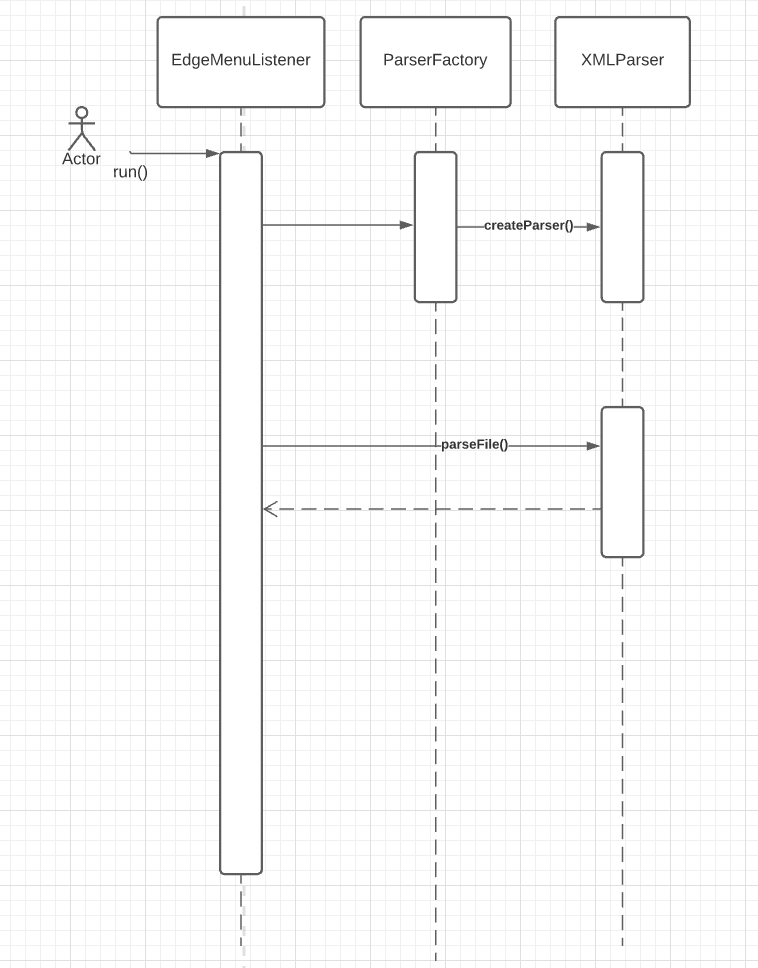 EdgeMenuListener
ParserFactory
XMLParser
Actor
run()
createParser()
parseFile()